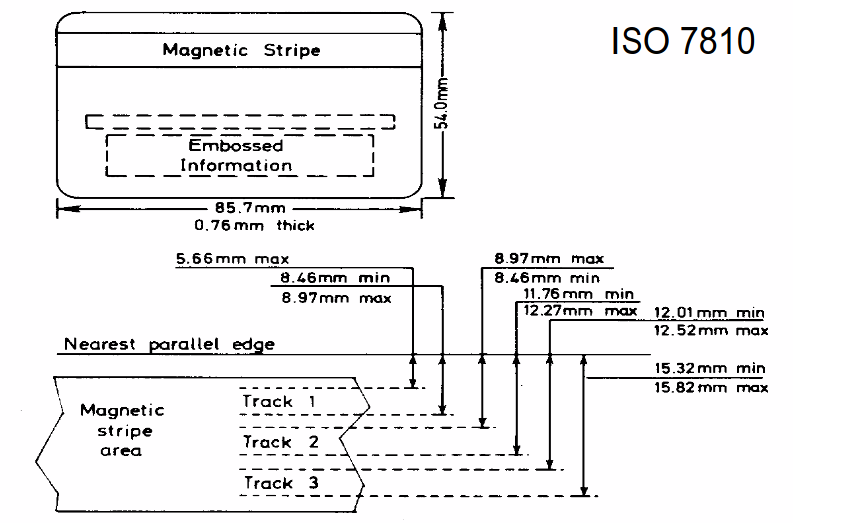 ISO 7810
Magnetic Stripe
54.0mm
Embossed
Information
85.7mm
0.76mm thick
5.66mm max
8.46mm min
8.97mm max
8.97mm max
8.46mm min
11.76mm min
12.27mm max
12.01mm min
12.52mm max
Nearest parallel edge
15.32mm min
15.82mm max
Magnetic
stripe
area
Track 1
Track 2
Track 3